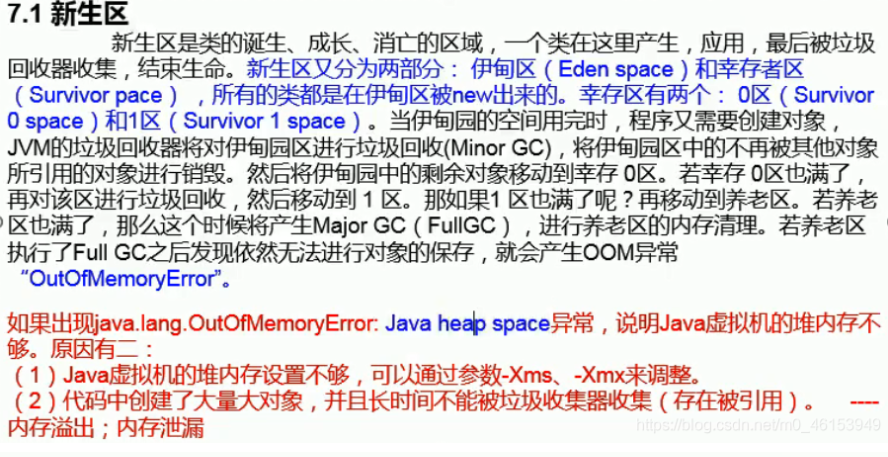 7.1 新生区
新生区是类的诞生、成长、消亡的区域，一个类在这里产生，应用，最后被垃圾
回收器收集，结束生命。新生区又分为两部分： 伊甸区（Eden space）和幸存者区
（Survivor pace） ，所有的类都是在伊甸区被new出来的。幸存区有两个： 0区（Survivor
0 space）和1区（Survivor 1 space）。当伊甸园的空间用完时，程序又需要创建对象，
JVM的垃圾回收器将对伊甸园区进行垃圾回收(Minor GC)，将伊甸园区中的不再被其他对象
所引用的对象进行销毁。然后将伊甸园中的剩余对象移动到幸存 0区。若幸存 0区也满了，
再对该区进行垃圾回收，然后移动到 1 区。那如果1 区也满了呢？再移动到养老区。若养老
区也满了，那么这个时候将产生Major GC（FullGC），进行养老区的内存清理。若养老区
执行了Full GC之后发现依然无法进行对象的保存，就会产生OOM异常
“OutOfMemoryError”。
如果出现java.lang.OutOfMemoryError: Java heap space异常，说明Java虚拟机的堆内存不
够。原因有二：
（1）Java虚拟机的堆内存设置不够，可以通过参数-Xms、-Xmx来调整。
（2）代码中创建了大量大对象，并且长时间不能被垃圾收集器收集（存在被引用）。 ----
内存溢出；内存泄漏
https://blog.csdn.net/m0_46153949